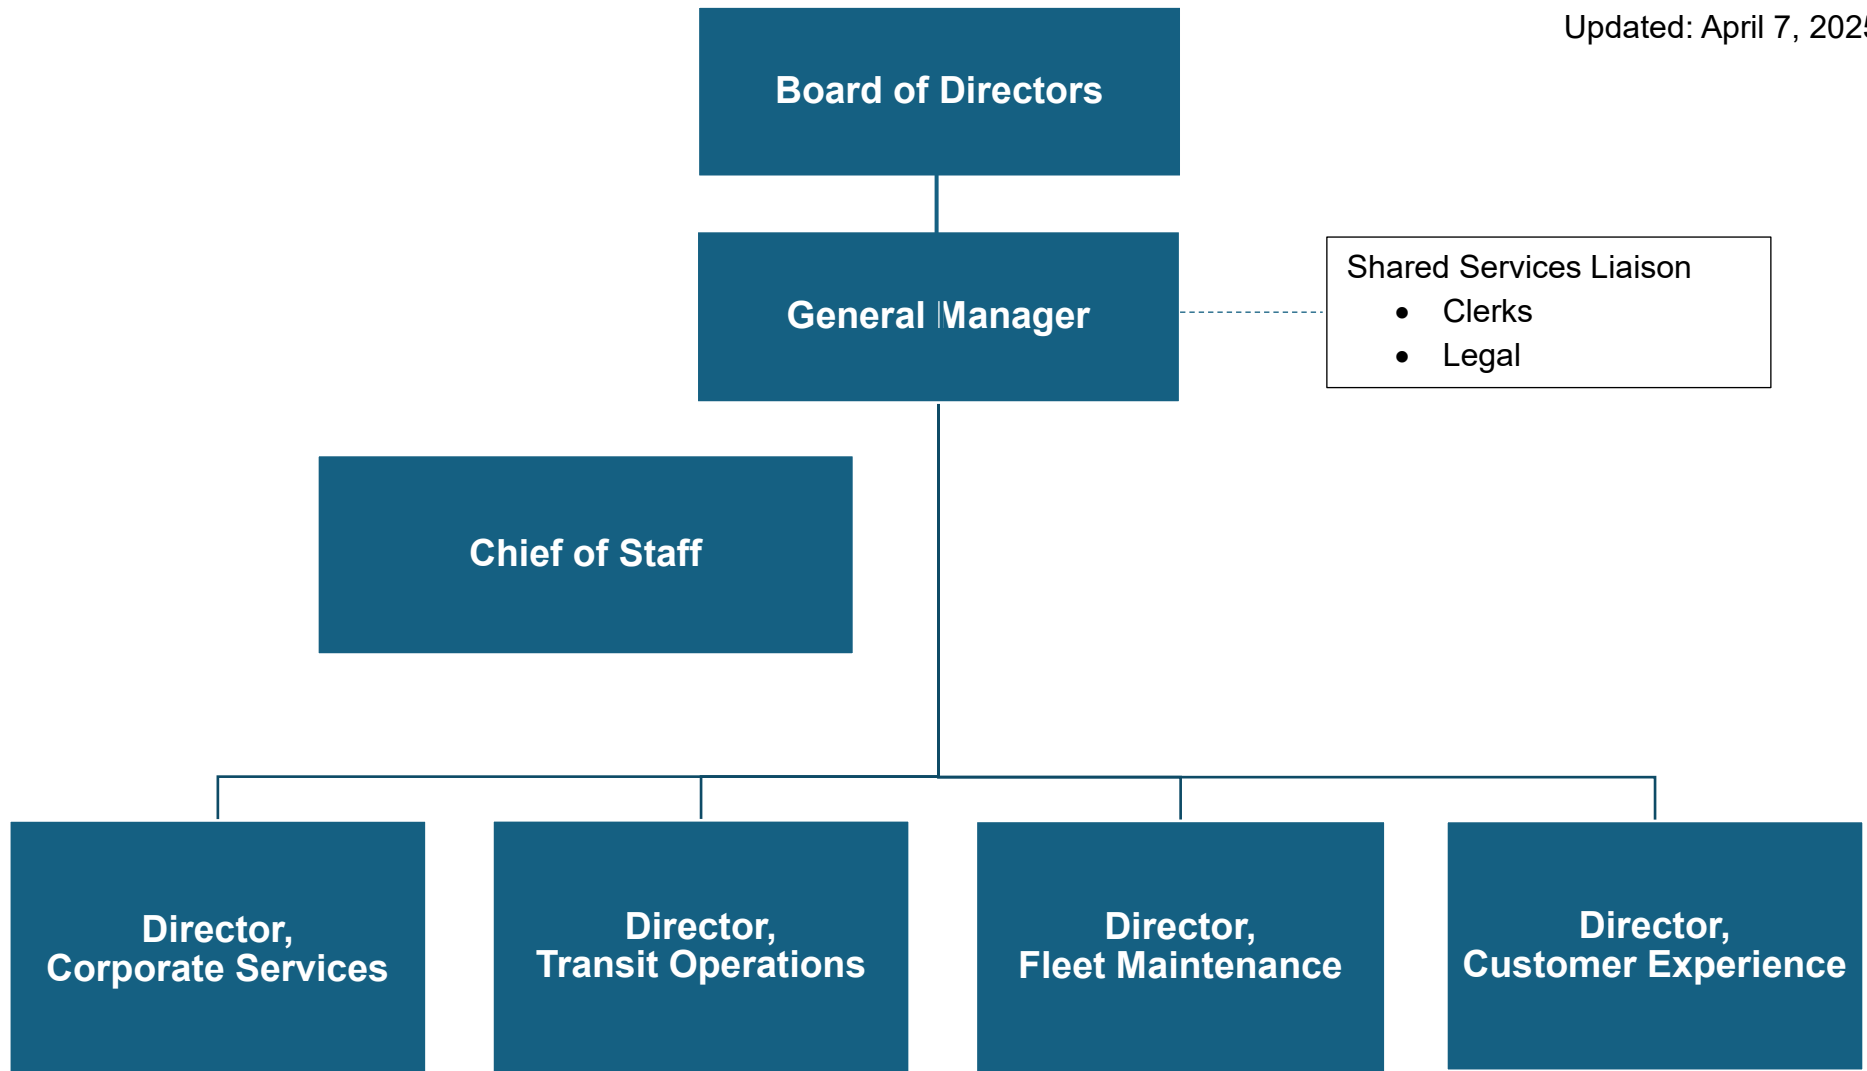 Updated: April 7, 2025
Board of Directors
General Manager
Shared Services Liaison
• Clerks
• Legal
Chief of Staff
Director,
Corporate Services
Director,
Transit Operations
Director,
Fleet Maintenance
Director,
Customer Experience